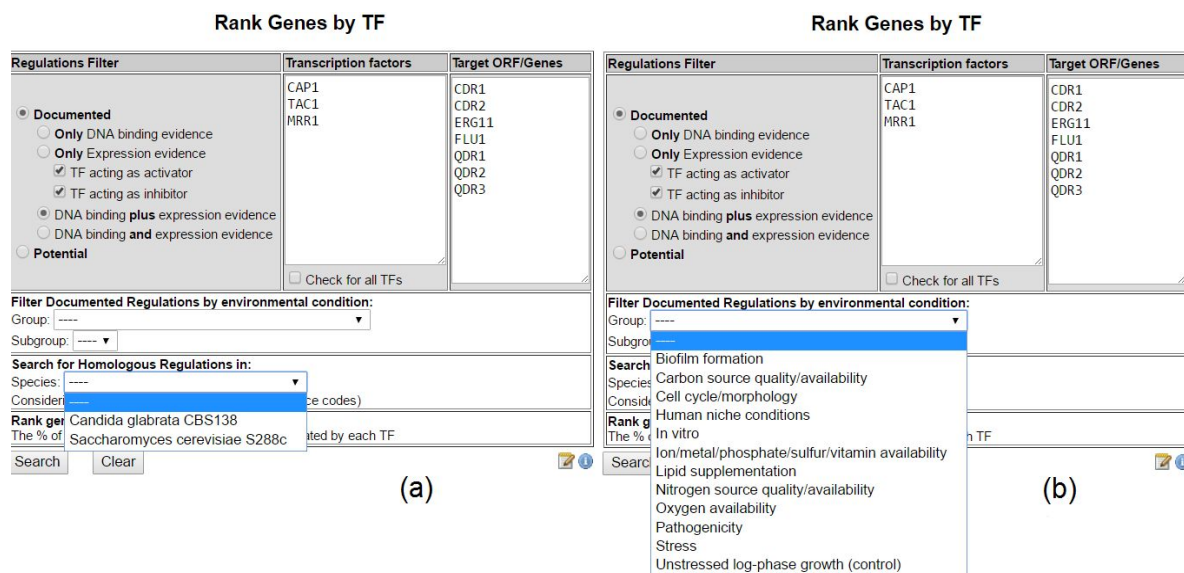 Rank Genes by TF
Regulations Filter
Transcription factors
Target ORF/Genes
Documented
Only DNA binding evidence
Only Expression evidence
TF acting as activator
TF acting as inhibitor
DNA binding plus expression evidence
DNA binding and expression evidence
Potential
CAP1
TAC1
MRR1
Check for all TFs
CDR1
CDR2
ERG11
FLU1
QDR1
QDR2
QDR3
Filter Documented Regulations by environmental condition:
Group: ----
Subgroup: ----
Search for Homologous Regulations in:
Species: ----
----
Candida glabrata CBS138
Saccharomyces cerevisiae S288c
Consideri ce codes)
Rank ger
The % of ated by each TF
Search Clear
(a)
Rank Genes by TF
Regulations Filter
Transcription factors
Target ORF/Genes
Documented
Only DNA binding evidence
Only Expression evidence
TF acting as activator
TF acting as inhibitor
DNA binding plus expression evidence
DNA binding and expression evidence
Potential
CAP1
TAC1
MRR1
Check for all TFs
CDR1
CDR2
ERG11
FLU1
QDR1
QDR2
QDR3
Filter Documented Regulations by environmental condition:
Group: ----
Subgro
----
Biofilm formation
Carbon source quality/availability
Cell cycle/morphology
Human niche conditions
In vitro
Ion/metal/phosphate/sulfur/vitamin availability
Lipid supplementation
Nitrogen source quality/availability
Oxygen availability
Pathogenicity
Stress
Unstressed log-phase growth (control)
Search
Species
Conside
Rank g
The % h TF
Search
(b)